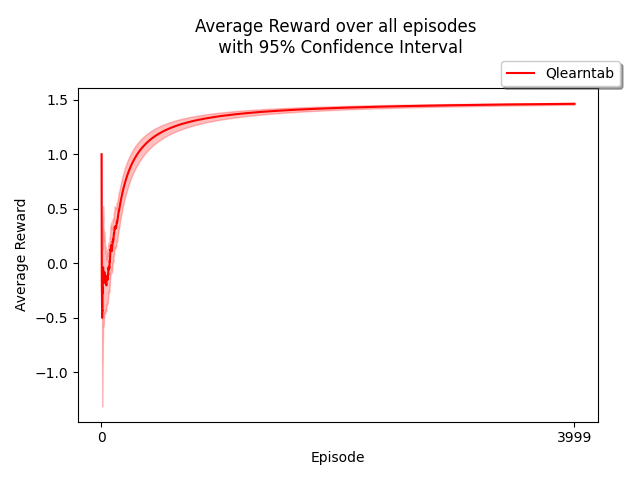 Average Reward over all episodes
with 95% Confidence Interval
Qlearntab
1.5
1.0
0.5
0.0
−0.5
−1.0
Average Reward
0
3999
Episode